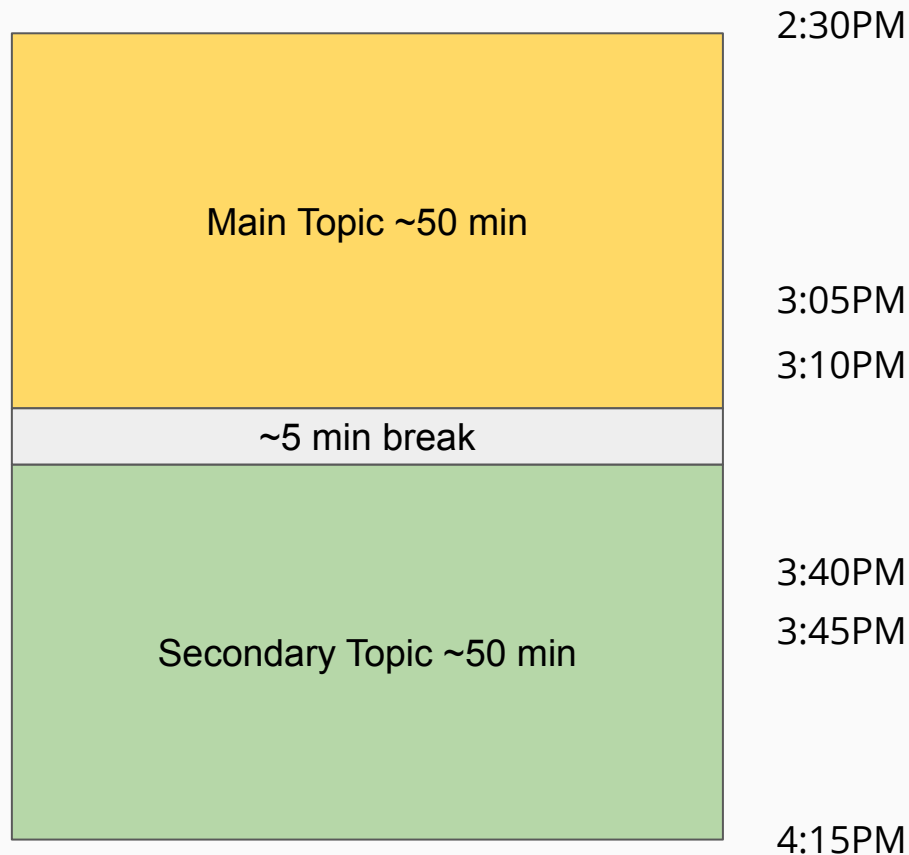 2:30PM
Main Topic ~50 min
3:05PM
3:10PM
~5 min break
3:40PM
3:45PM
Secondary Topic ~50 min
4:15PM